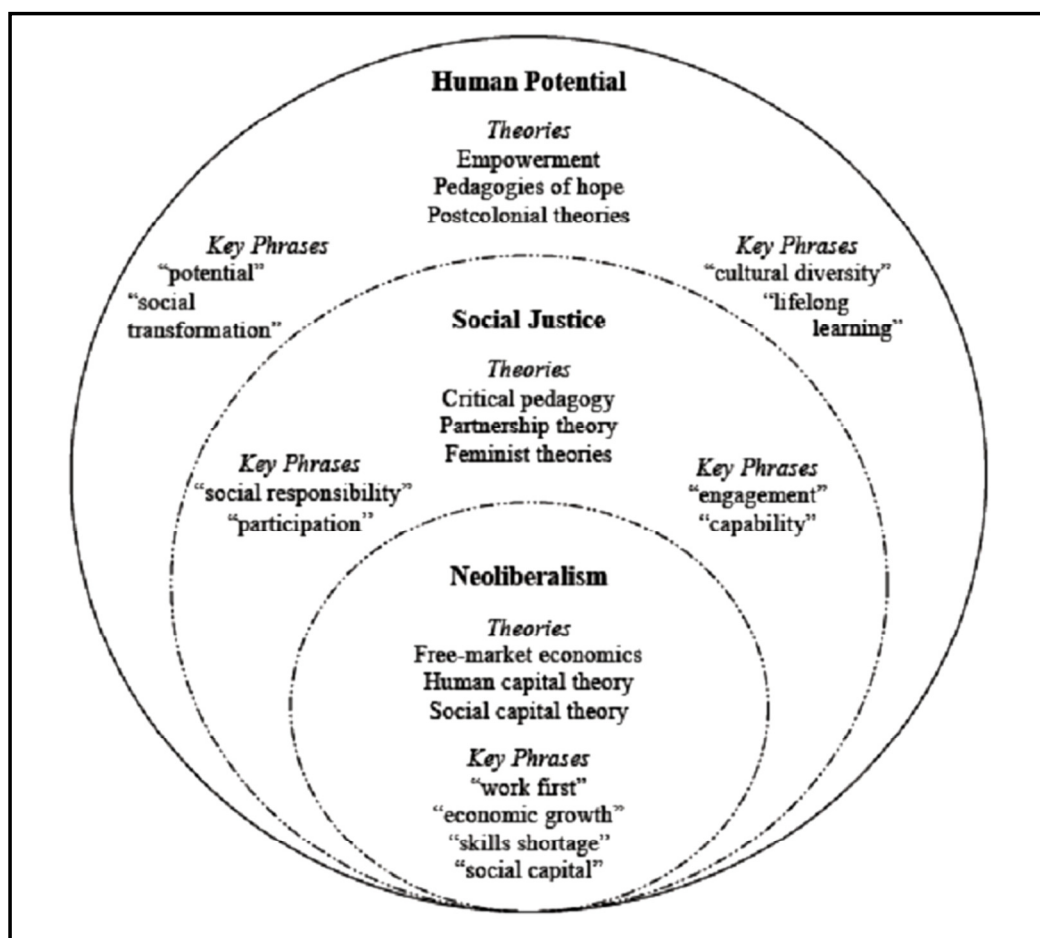 Human Potential
Theories
Empowerment
Pedagogies of hope
Postcolonial theories
Key Phrases
“potential”
“social
transformation”
Key Phrases
“cultural diversity”
“lifelong
learning”
Social Justice
Theories
Critical pedagogy
Partnership theory
Feminist theories
Key Phrases
“social responsibility”
“participation”
Key Phrases
“engagement”
“capability”
Neoliberalism
Theories
Free-market economics
Human capital theory
Social capital theory
Key Phrases
“work first”
“economic growth”
“skills shortage”
“social capital”